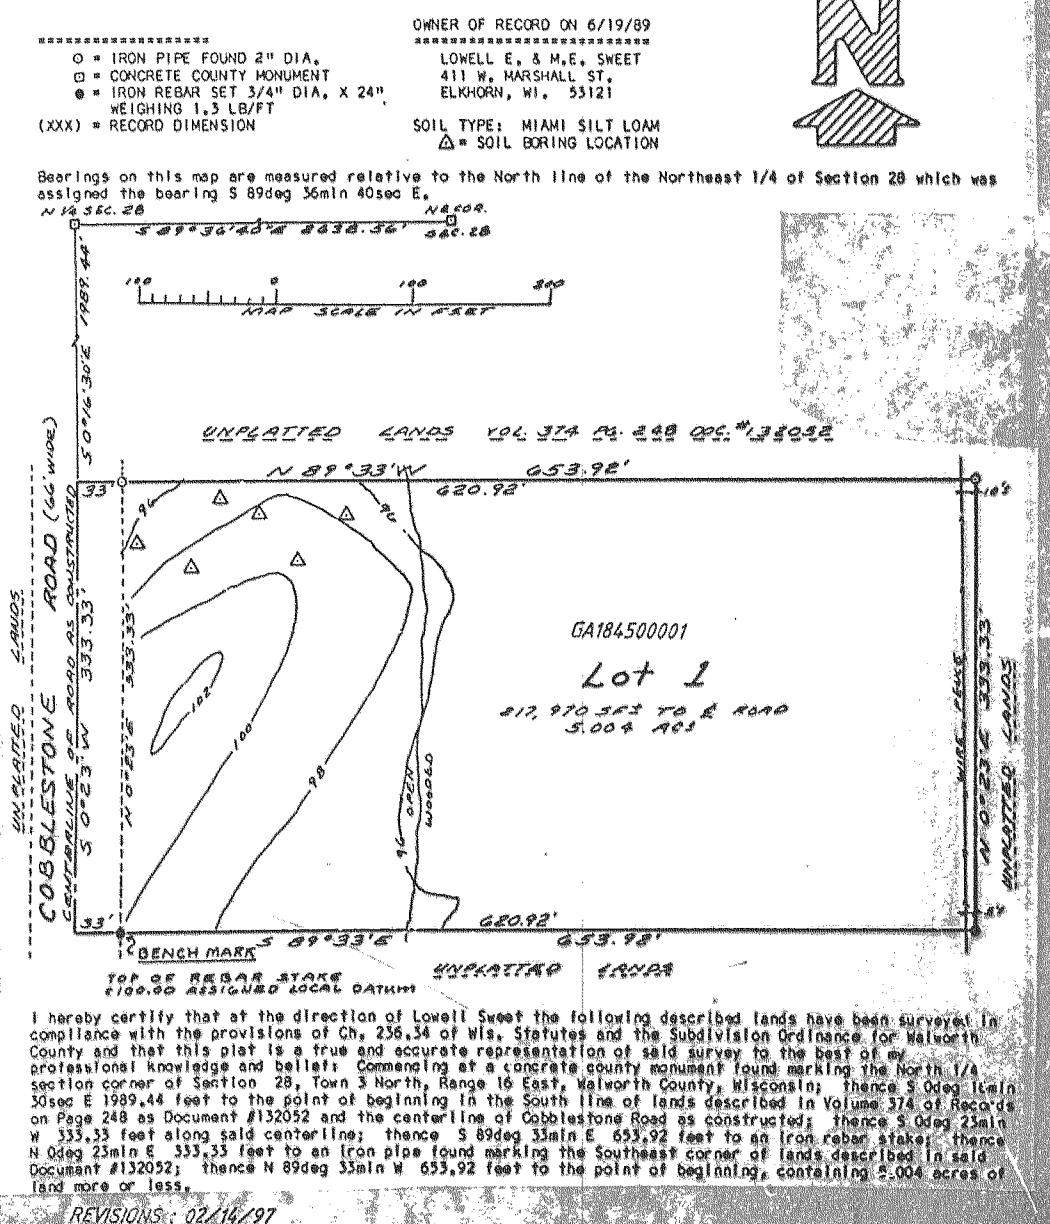 OWNER OF RECORD ON 6/19/89
○ = IRON PIPE FOUND 2" DIA.
LOWELL E. & M.E. SWEET
⊡ = CONCRETE COUNTY MONUMENT
411 W. MARSHALL ST.
● = IRON REBAR SET 3/4" DIA. X 24"
ELKHORN, WI. 53121
WEIGHING 1.3 LB/FT
(XXX) = RECORD DIMENSION
SOIL TYPE: MIAMI SILT LOAM
△ = SOIL BORING LOCATION
N
Bearings on this map are measured relative to the North line of the Northeast 1/4 of Section 28 which was
assigned the bearing S 89deg 36min 40sec E.
N 1/4 SEC. 28
NE COR.
SEC. 28
S 89°36'40"E
100 0 100 200
MAP SCALE IN FEET
S 0°16'30"E 1989.44'
UNPLATTED LANDS VOL. 374 PG. 248 DOC. #132052
N 89°33'W 653.92'
33'
620.92'
96
96
UNPLATTED LANDS
COBBLESTONE ROAD (66' WIDE)
CENTERLINE OF ROAD AS CONSTRUCTED
S 0°23'W 333.33'
N 0°23'E 333.33'
102
100
98
96
OPEN
WOODED
GA184500001
Lot 1
217,970 SF± TO ℄ ROAD
5.004 AC±
WIRE FENCE
N 0°23'E 333.33'
UNPLATTED LANDS
33'
620.92'
S 89°33'E 653.92'
BENCH MARK
TOP OF REBAR STAKE
100.00 ASSIGNED LOCAL DATUM
UNPLATTED LANDS
I hereby certify that at the direction of Lowell Sweet the following described lands have been surveyed in
compliance with the provisions of Ch. 236.34 of Wis. Statutes and the Subdivision Ordinance for Walworth
County and that this plat is a true and accurate representation of said survey to the best of my
professional knowledge and belief: Commencing at a concrete county monument found marking the North 1/4
section corner of Section 28, Town 3 North, Range 16 East, Walworth County, Wisconsin; thence S 0deg 16min
30sec E 1989.44 feet to the point of beginning in the South line of lands described in Volume 374 of Records
on Page 248 as Document #132052 and the centerline of Cobblestone Road as constructed; thence S 0deg 23min
W 333.33 feet along said centerline; thence S 89deg 33min E 653.92 feet to an iron rebar stake; thence
N 0deg 23min E 333.33 feet to an iron pipe found marking the Southeast corner of lands described in said
Document #132052; thence N 89deg 33min W 653.92 feet to the point of beginning, containing 5.004 acres of
land more or less.
REVISIONS : 02/14/97